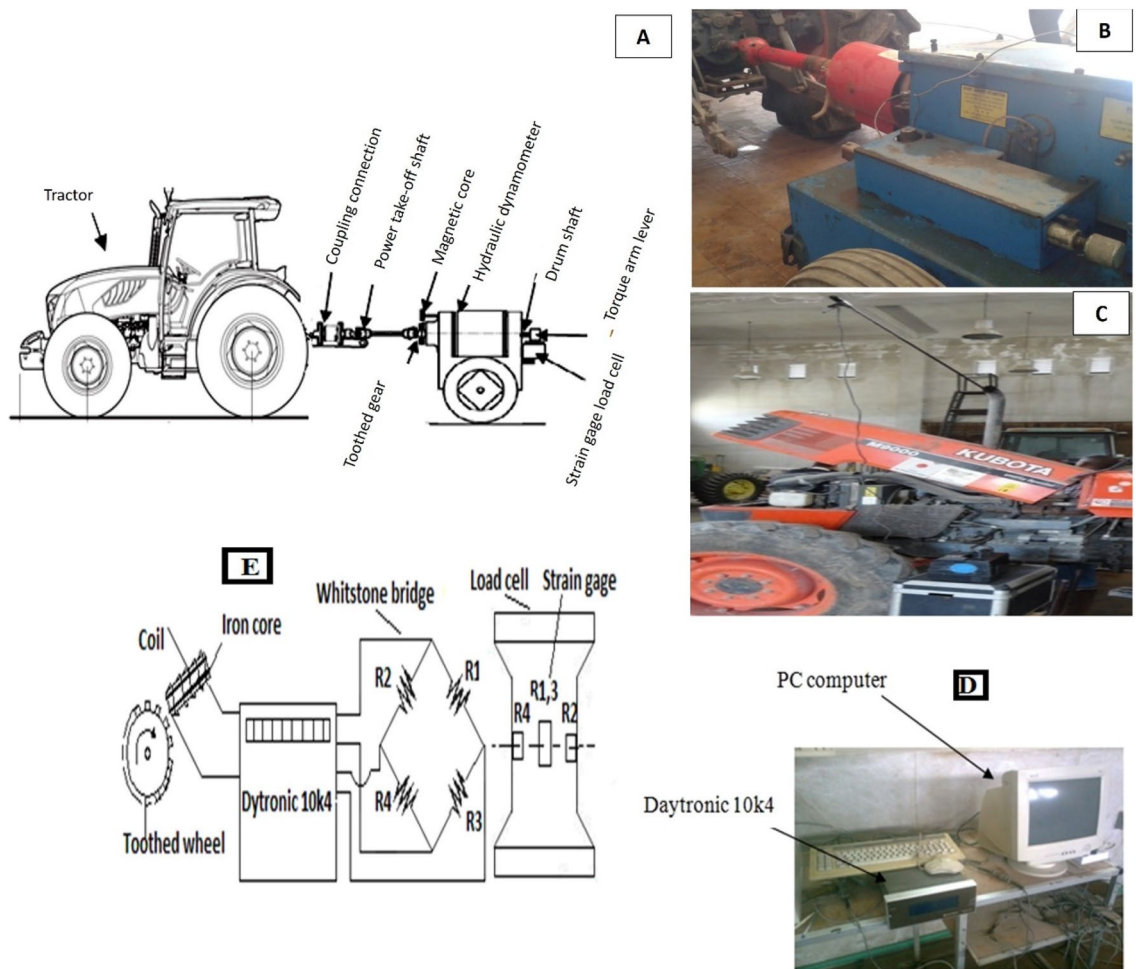 A
Tractor
Coupling connection
Power take-off shaft
Magnetic core
Hydraulic dynamometer
Drum shaft
Torque arm lever
Toothed gear
Strain gage load cell
B
C
M9000
KUBOTA
E
Whitstone bridge
Load cell
Strain gage
Coil
Iron core
R2
R1
R1,3
R4
R2
R4
R3
Dytronic 10k4
Toothed wheel
PC computer
D
Daytronic 10k4